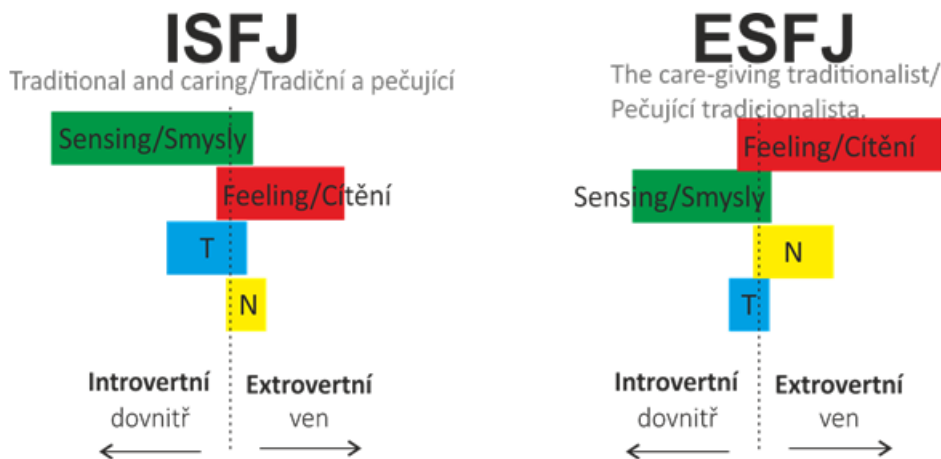 ISFJ
Traditional and caring/Tradiční a pečující
Sensing/Smysly
Feeling/Cítění
T
N
Introvertní
dovnitř
Extrovertní
ven
ESFJ
The care-giving traditionalist/
Pečující tradicionalista.
Feeling/Cítění
Sensing/Smysly
N
T
Introvertní
dovnitř
Extrovertní
ven